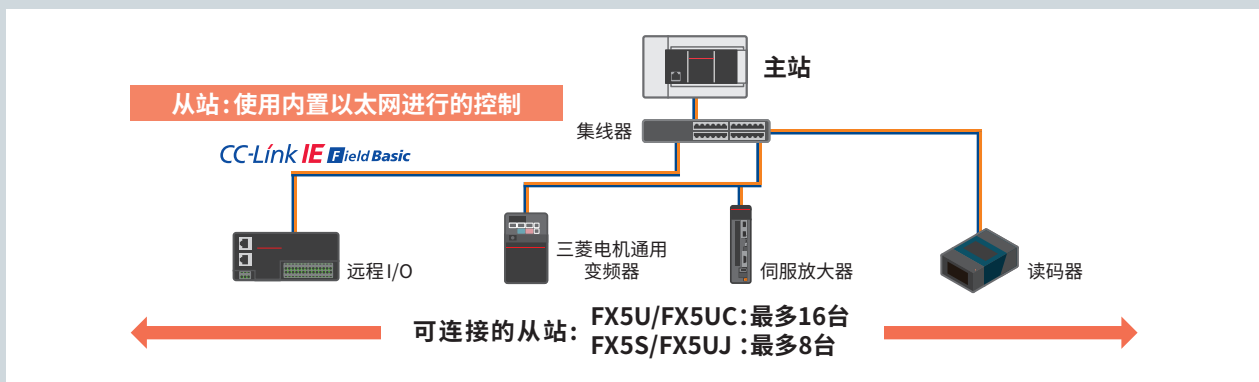 主站
从站:使用内置以太网进行的控制
集线器
CC-Link IE Field Basic
远程I/O
三菱电机通用
变频器
伺服放大器
读码器
可连接的从站:
FX5U/FX5UC:最多16台
FX5S/FX5UJ :最多8台